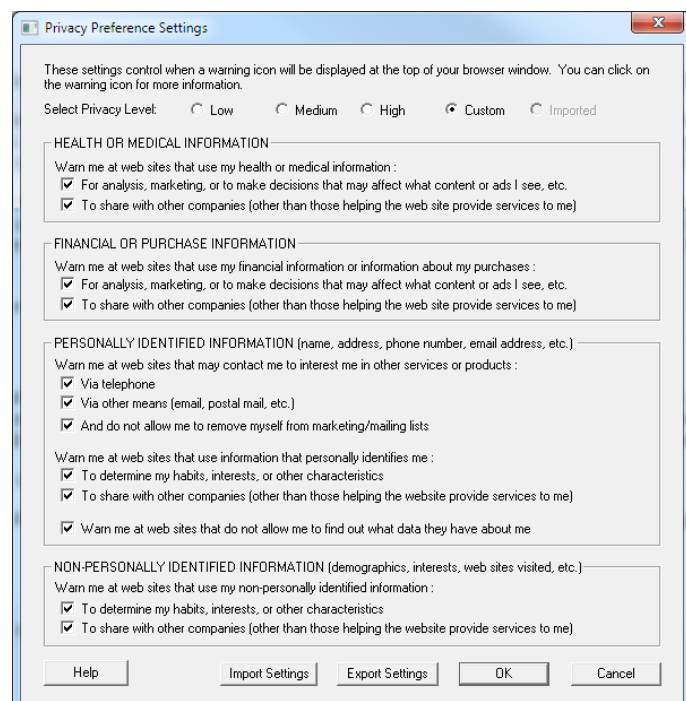 Privacy Preference Settings
These settings control when a warning icon will be displayed at the top of your browser window. You can click on
the warning icon for more information.
Select Privacy Level: Low Medium High Custom Imported
HEALTH OR MEDICAL INFORMATION
Warn me at web sites that use my health or medical information :
For analysis, marketing, or to make decisions that may affect what content or ads I see, etc.
To share with other companies (other than those helping the web site provide services to me)
FINANCIAL OR PURCHASE INFORMATION
Warn me at web sites that use my financial information or information about my purchases :
For analysis, marketing, or to make decisions that may affect what content or ads I see, etc.
To share with other companies (other than those helping the web site provide services to me)
PERSONALLY IDENTIFIED INFORMATION (name, address, phone number, email address, etc.)
Warn me at web sites that may contact me to interest me in other services or products :
Via telephone
Via other means (email, postal mail, etc.)
And do not allow me to remove myself from marketing/mailing lists
Warn me at web sites that use information that personally identifies me :
To determine my habits, interests, or other characteristics
To share with other companies (other than those helping the website provide services to me)
Warn me at web sites that do not allow me to find out what data they have about me
NON-PERSONALLY IDENTIFIED INFORMATION (demographics, interests, web sites visited, etc.)
Warn me at web sites that use my non-personally identified information :
To determine my habits, interests, or other characteristics
To share with other companies (other than those helping the website provide services to me)
Help Import Settings Export Settings OK Cancel